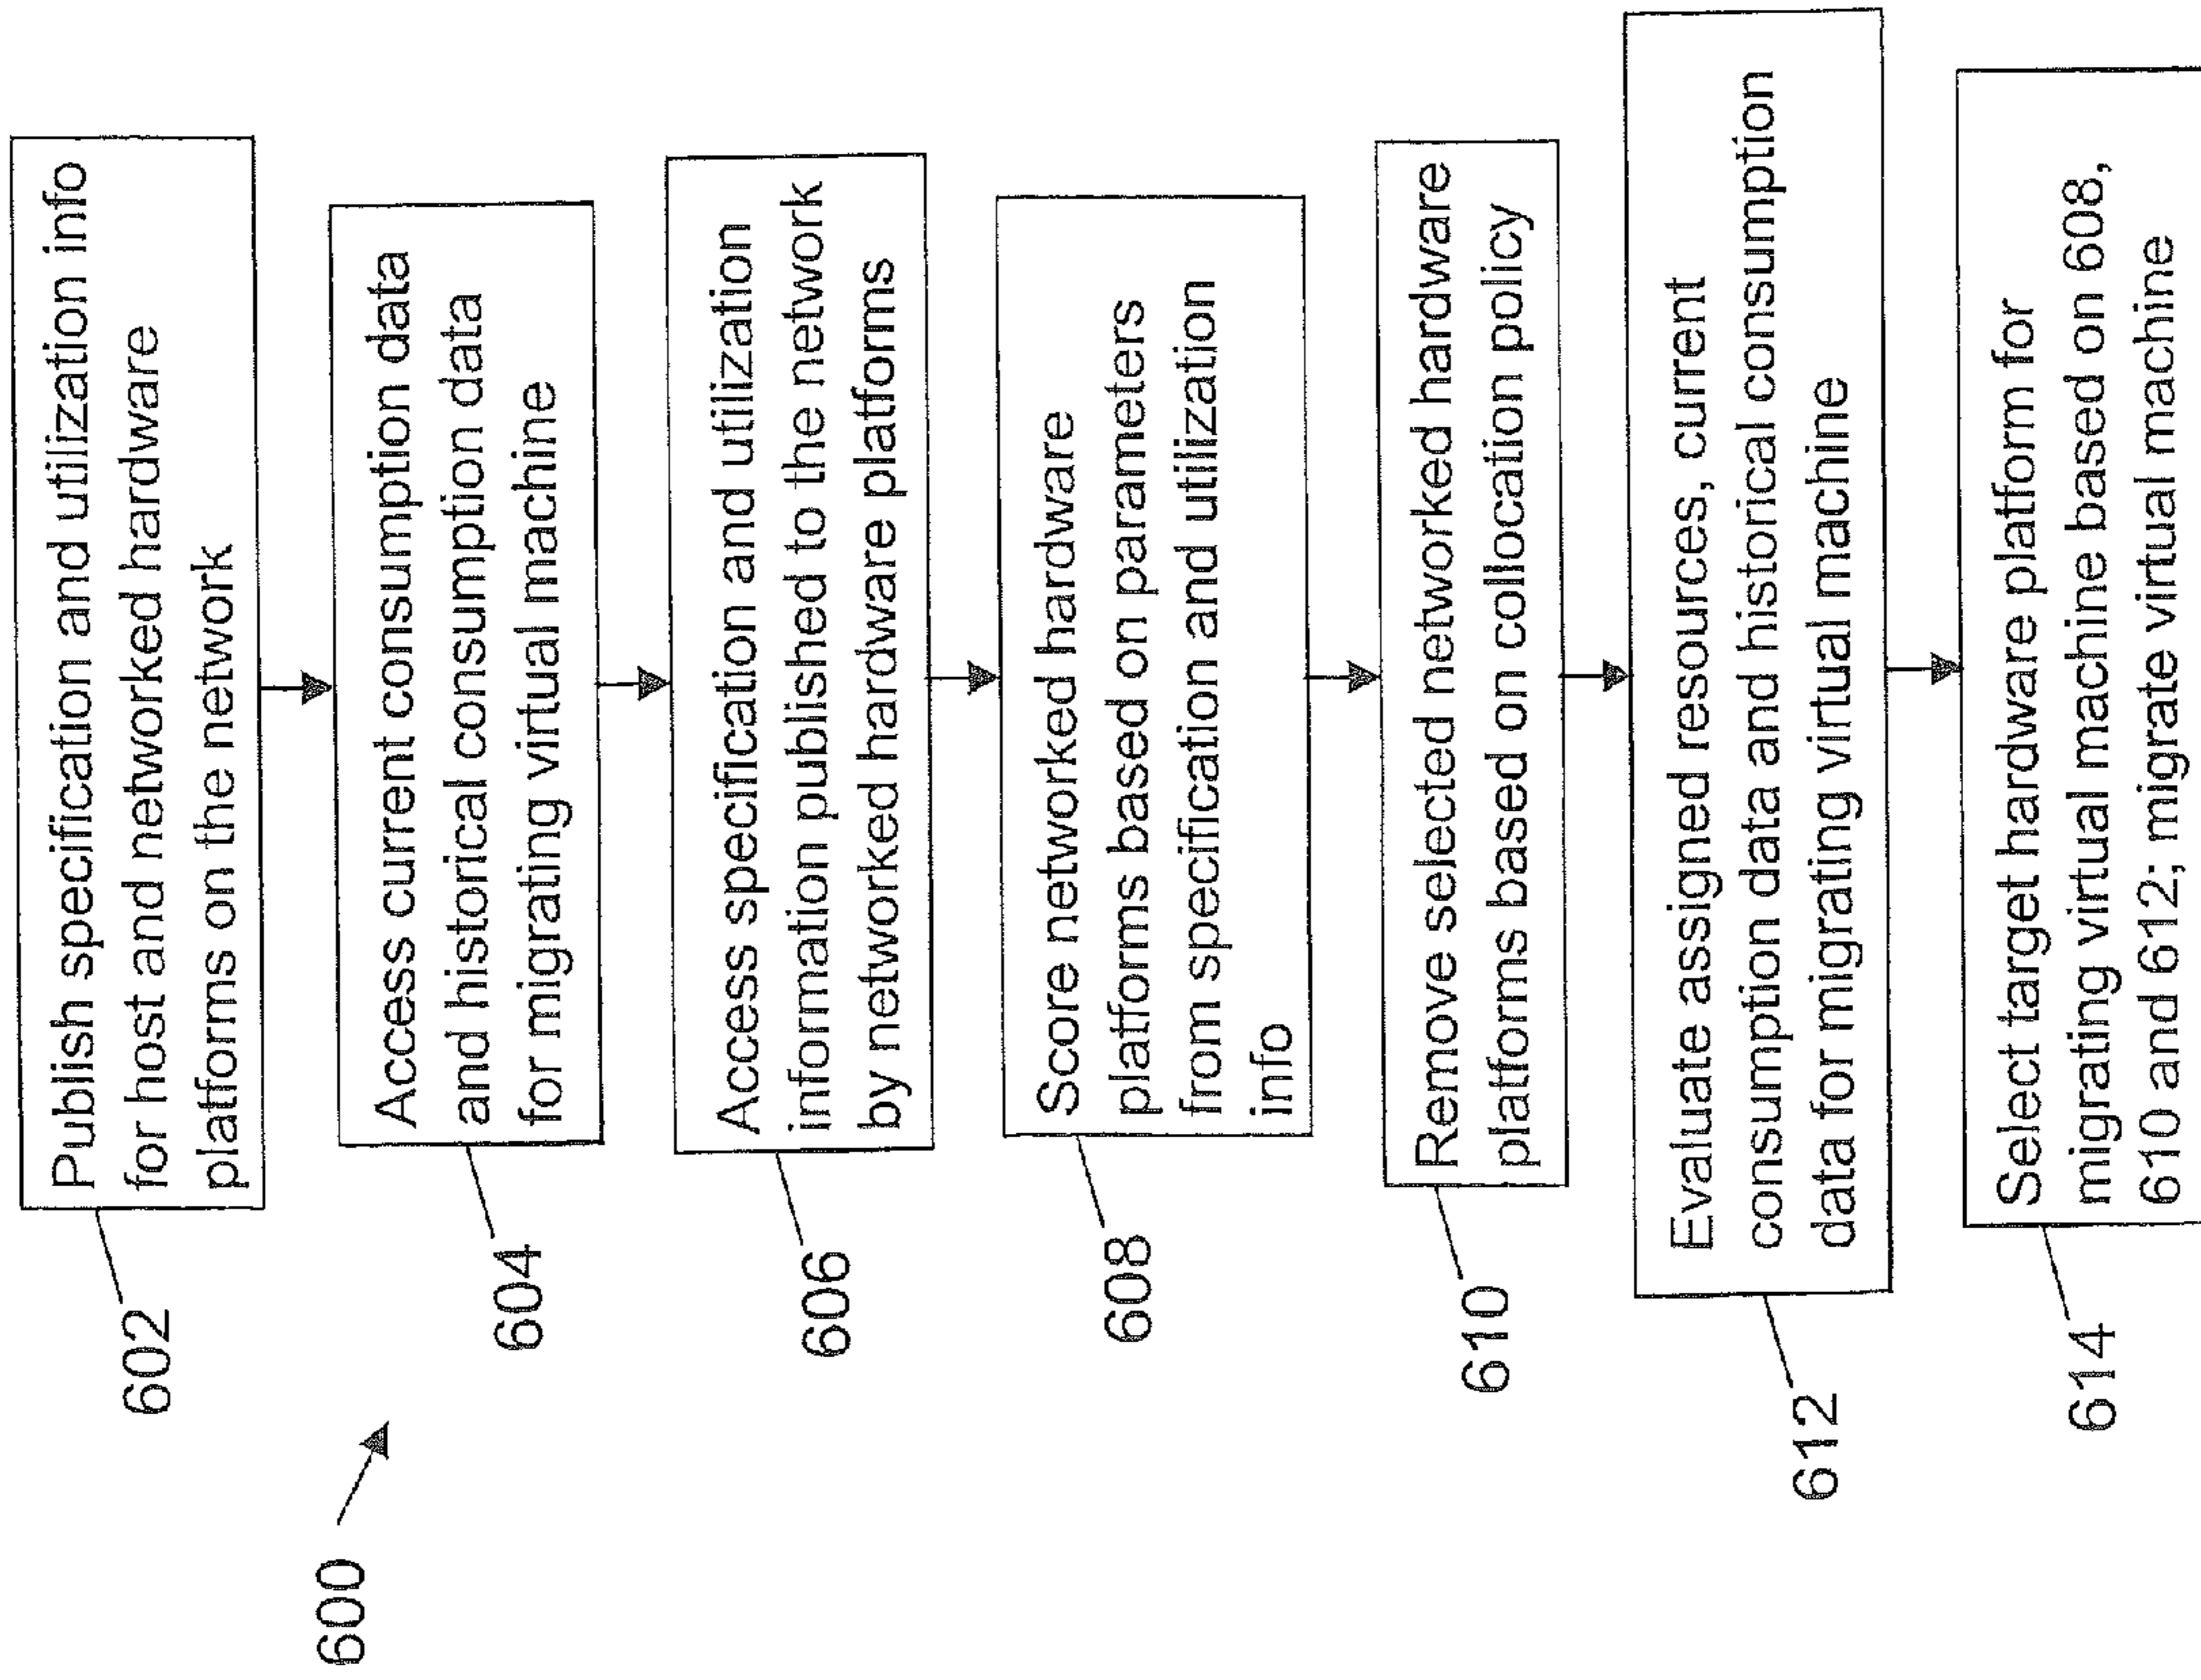 600
602
Publish specification and utilization info
for host and networked hardware
platforms on the network
604
Access current consumption data
and historical consumption data
for migrating virtual machine
606
Access specification and utilization
information published to the network
by networked hardware platforms
608
Score networked hardware
platforms based on parameters
from specification and utilization
info
610
Remove selected networked hardware
platforms based on collocation policy
612
Evaluate assigned resources, current
consumption data and historical consumption
data for migrating virtual machine
614
Select target hardware platform for
migrating virtual machine based on 608,
610 and 612; migrate virtual machine